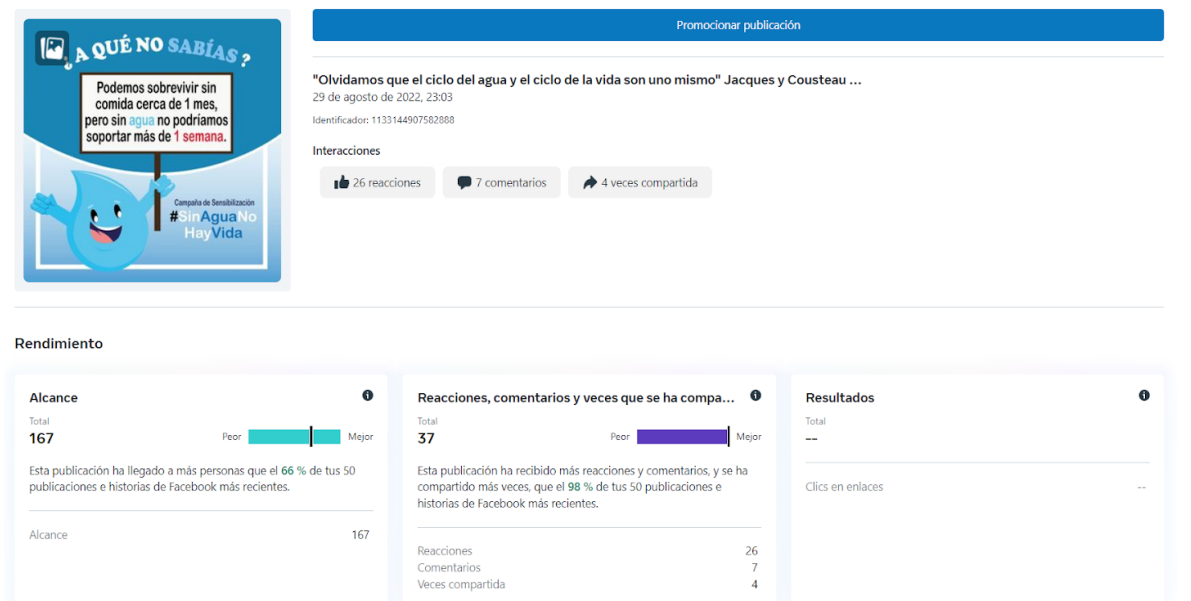 ¿A QUÉ NO SABÍAS?
Podemos sobrevivir sin
comida cerca de 1 mes,
pero sin agua no podríamos
soportar más de 1 semana.
Campaña de Sensibilización
#SinAguaNo
HayVida
Promocionar publicación
"Olvidamos que el ciclo del agua y el ciclo de la vida son uno mismo" Jacques y Cousteau ...
29 de agosto de 2022, 23:03
Identificador: 1133144907582888
Interacciones
26 reacciones
7 comentarios
4 veces compartida
Rendimiento
Alcance
Total
167
Peor
Mejor
Esta publicación ha llegado a más personas que el 66 % de tus 50
publicaciones e historias de Facebook más recientes.
Alcance 167
Reacciones, comentarios y veces que se ha compa...
Total
37
Peor
Mejor
Esta publicación ha recibido más reacciones y comentarios, y se ha
compartido más veces, que el 98 % de tus 50 publicaciones e
historias de Facebook más recientes.
Reacciones 26
Comentarios 7
Veces compartida 4
Resultados
Total
--
Clics en enlaces --